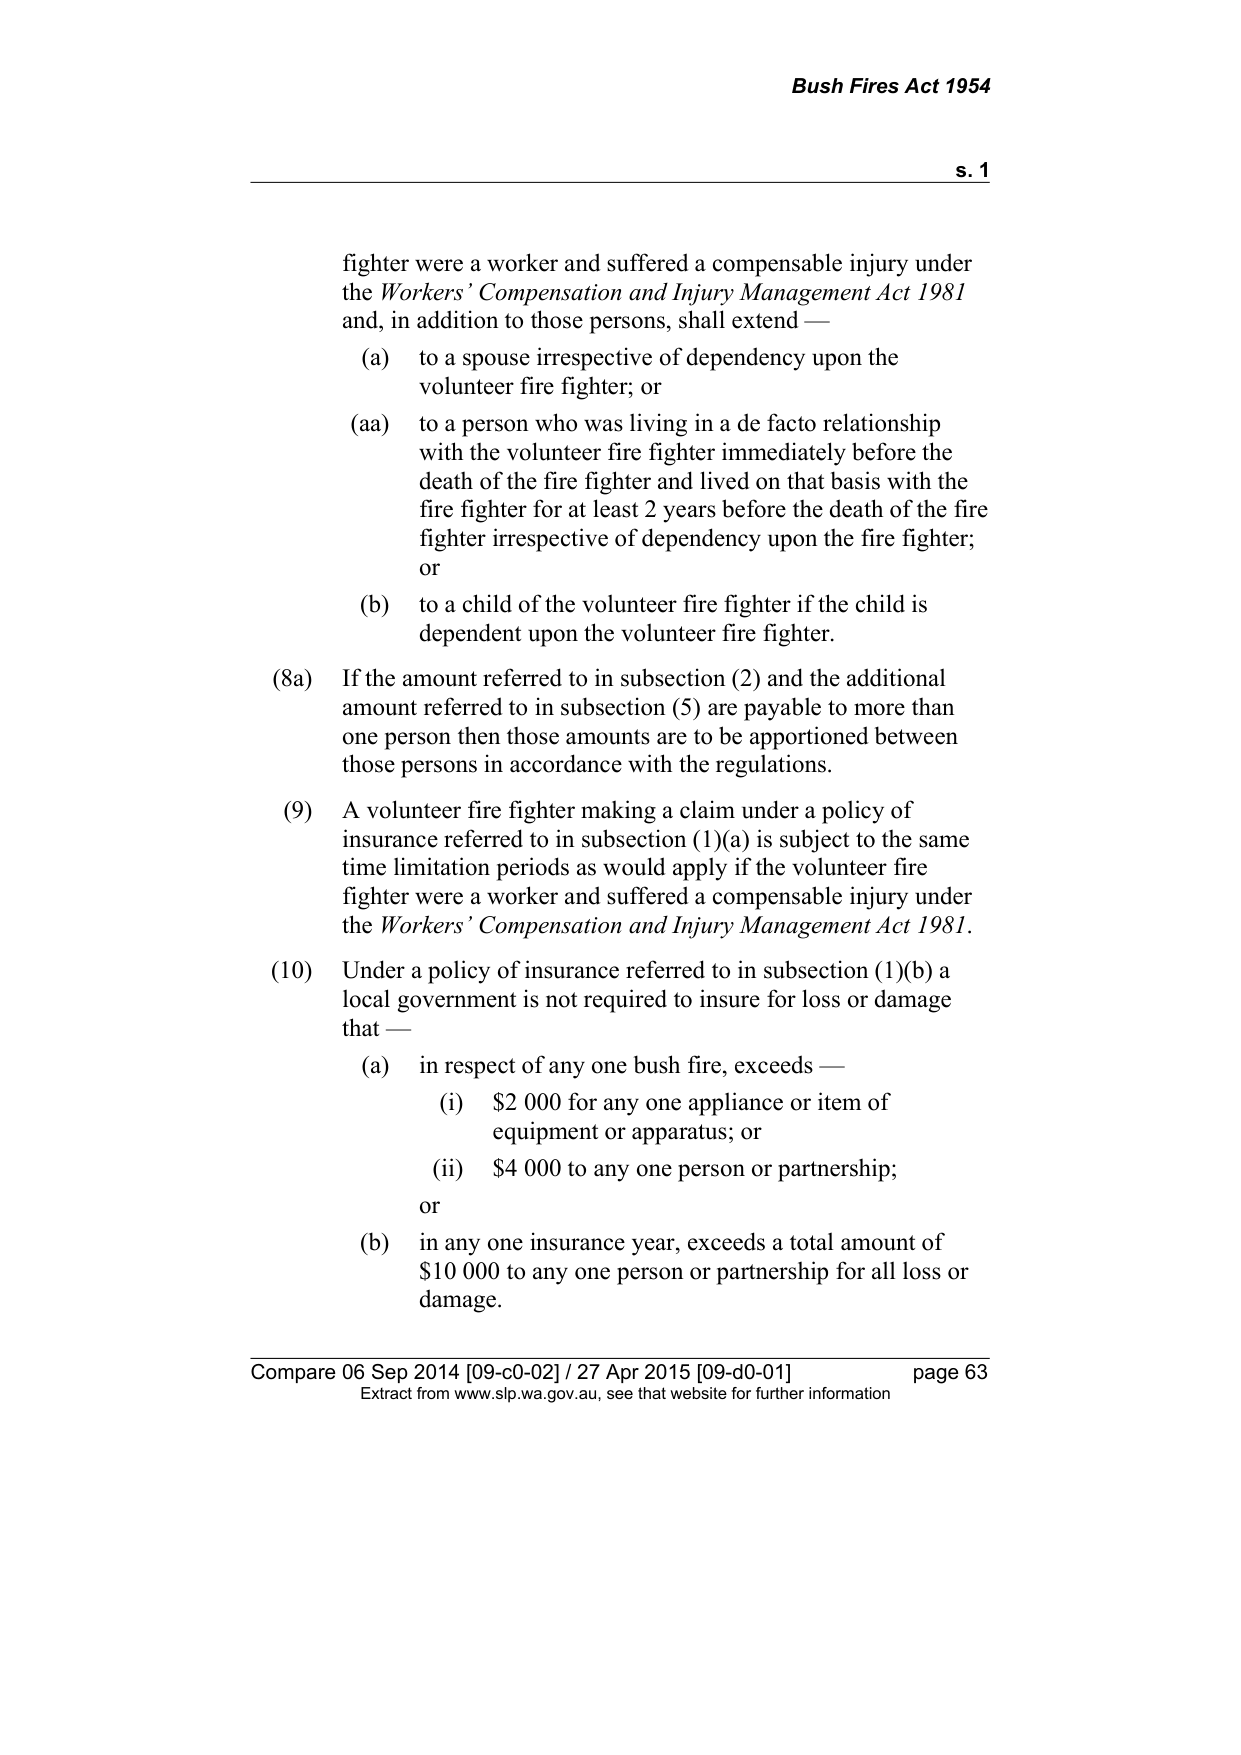 Bush Fires Act 1954
s. 1
fighter were a worker and suffered a compensable injury under
the Workers’ Compensation and Injury Management Act 1981
and, in addition to those persons, shall extend —
(a) to a spouse irrespective of dependency upon the
volunteer fire fighter; or
(aa) to a person who was living in a de facto relationship
with the volunteer fire fighter immediately before the
death of the fire fighter and lived on that basis with the
fire fighter for at least 2 years before the death of the fire
fighter irrespective of dependency upon the fire fighter;
or
(b) to a child of the volunteer fire fighter if the child is
dependent upon the volunteer fire fighter.
(8a) If the amount referred to in subsection (2) and the additional
amount referred to in subsection (5) are payable to more than
one person then those amounts are to be apportioned between
those persons in accordance with the regulations.
(9) A volunteer fire fighter making a claim under a policy of
insurance referred to in subsection (1)(a) is subject to the same
time limitation periods as would apply if the volunteer fire
fighter were a worker and suffered a compensable injury under
the Workers’ Compensation and Injury Management Act 1981.
(10) Under a policy of insurance referred to in subsection (1)(b) a
local government is not required to insure for loss or damage
that —
(a) in respect of any one bush fire, exceeds —
(i) $2 000 for any one appliance or item of
equipment or apparatus; or
(ii) $4 000 to any one person or partnership;
or
(b) in any one insurance year, exceeds a total amount of
$10 000 to any one person or partnership for all loss or
damage.
Compare 06 Sep 2014 [09-c0-02] / 27 Apr 2015 [09-d0-01] page 63
Extract from www.slp.wa.gov.au, see that website for further information